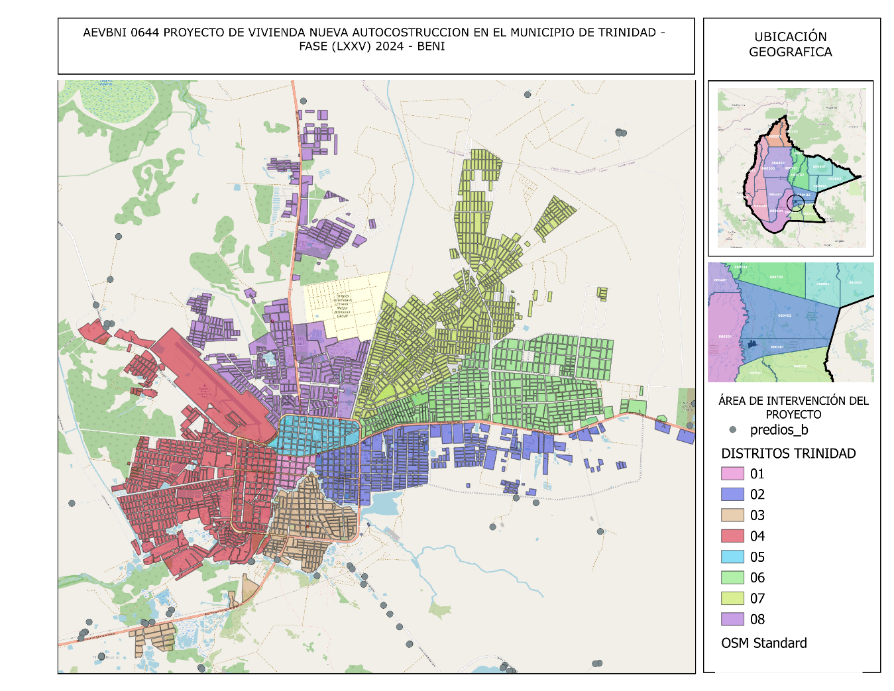 AEVBNI 0644 PROYECTO DE VIVIENDA NUEVA AUTOCOSTRUCCION EN EL MUNICIPIO DE TRINIDAD -
FASE (LXXV) 2024 - BENI
UBICACIÓN
GEOGRAFICA
ÁREA DE INTERVENCIÓN DEL
PROYECTO
predios_b
DISTRITOS TRINIDAD
01
02
03
04
05
06
07
08
OSM Standard